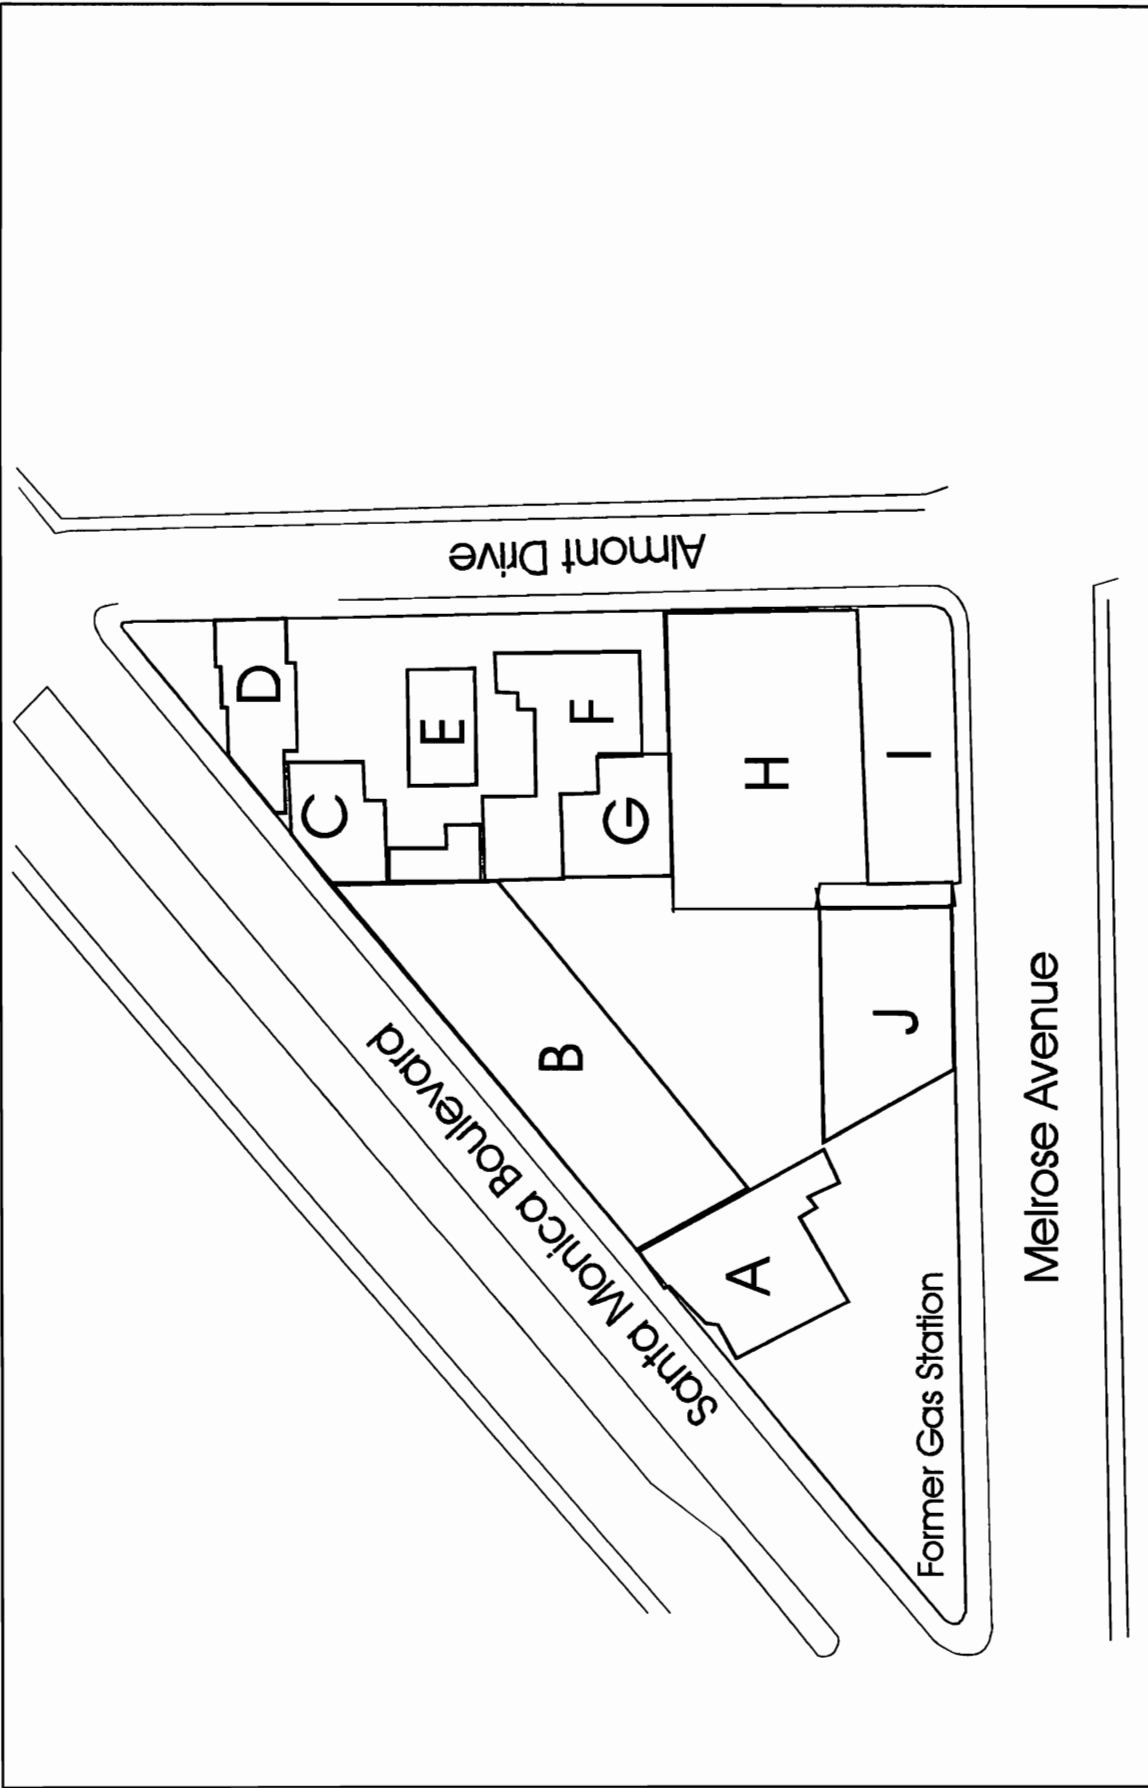 Almont Drive
D
E
F
C
G
H
I
B
J
A
Santa Monica Boulevard
Former Gas Station
Melrose Avenue